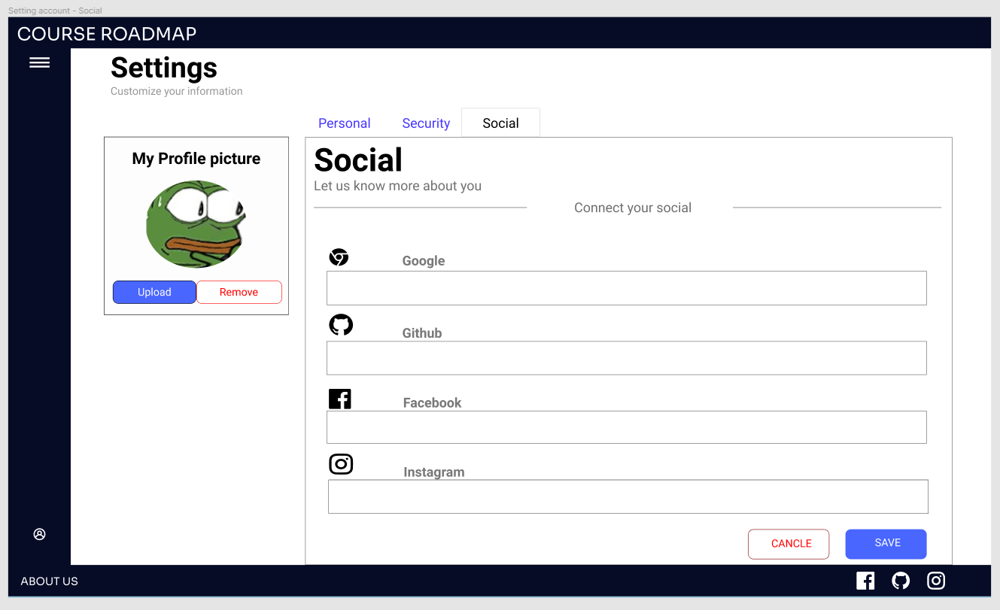 Setting account - Social
COURSE ROADMAP
Settings
Customize your information
Personal
Security
Social
My Profile picture
Upload
Remove
Social
Let us know more about you
Connect your social
Google
Github
Facebook
Instagram
CANCLE
SAVE
ABOUT US